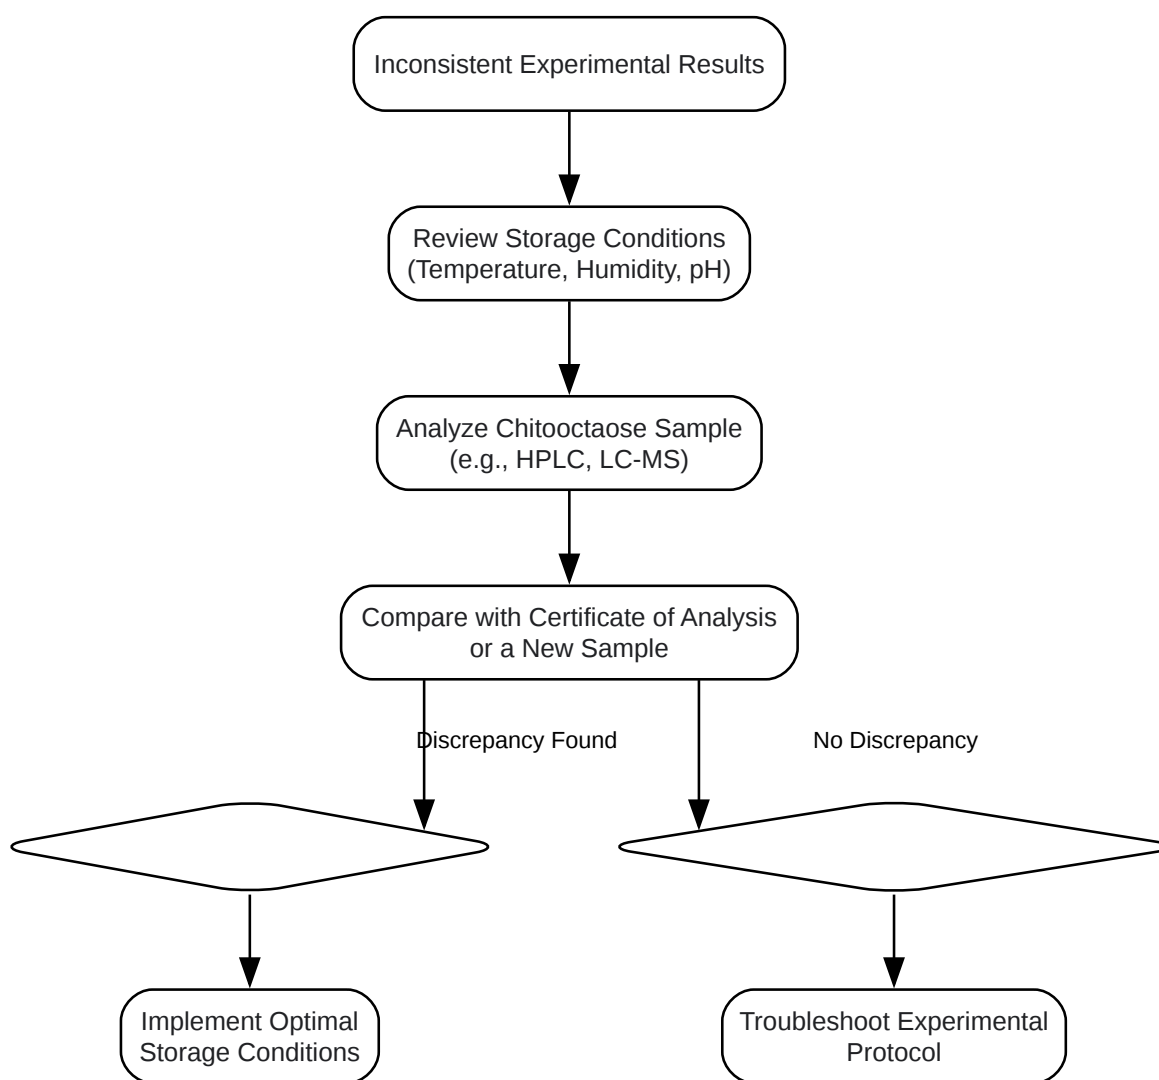 Inconsistent Experimental Results
Review Storage Conditions
(Temperature, Humidity, pH)
Analyze Chitooctaose Sample
(e.g., HPLC, LC-MS)
Compare with Certificate of Analysis
or a New Sample
Discrepancy Found
No Discrepancy
Implement Optimal
Storage Conditions
Troubleshoot Experimental
Protocol